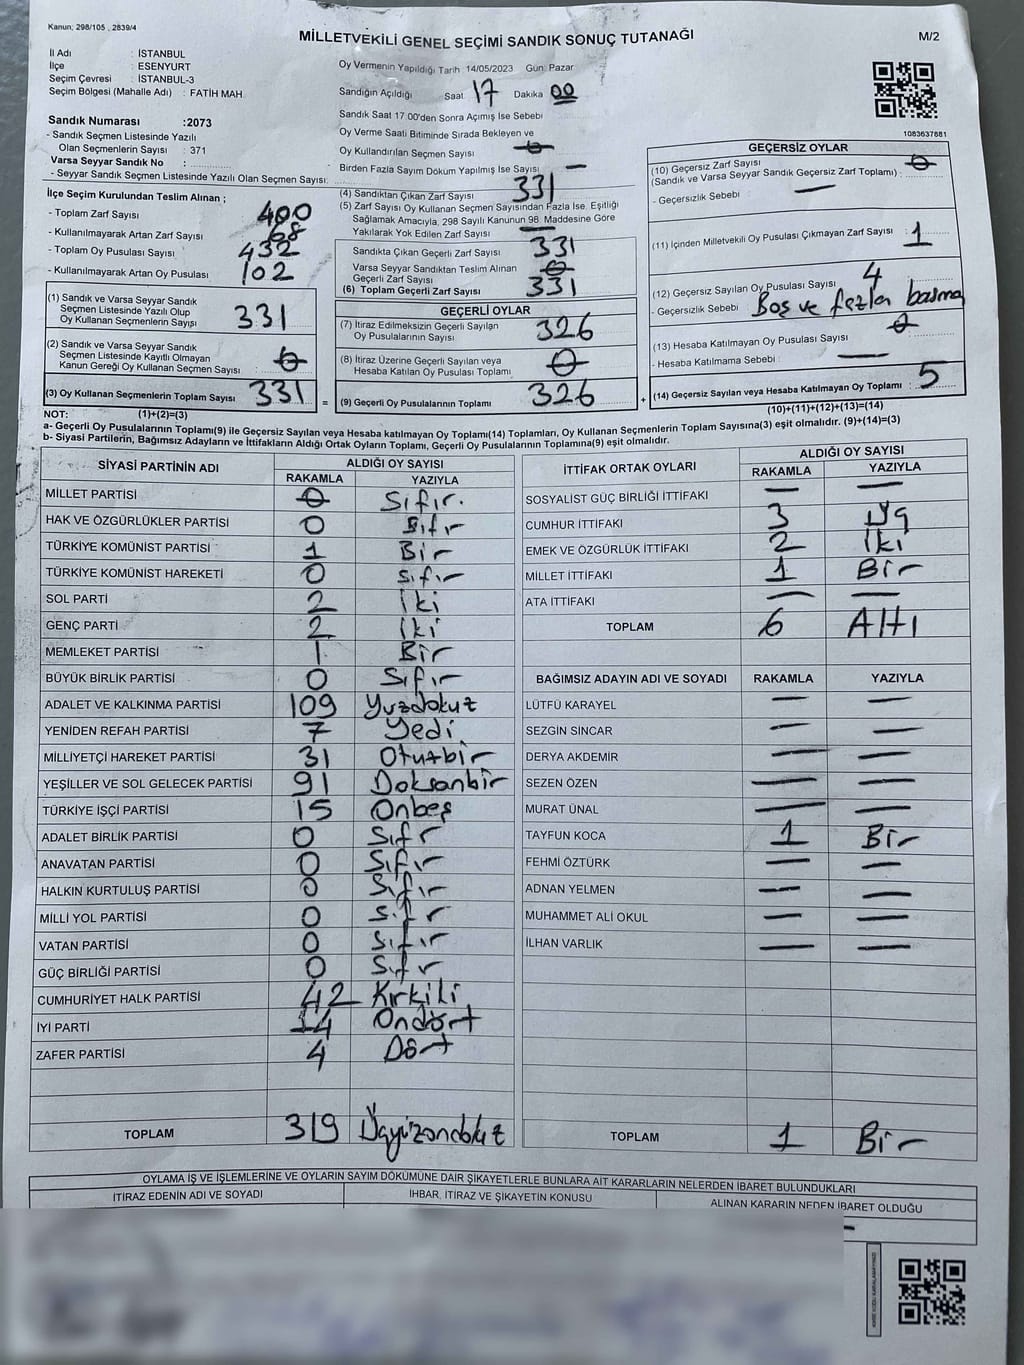 Kanun; 298/105 , 2839/4
MİLLETVEKİLİ GENEL SEÇİMİ SANDIK SONUÇ TUTANAĞI
M/2
İl Adı : İSTANBUL
İlçe : ESENYURT
Seçim Çevresi : İSTANBUL-3
Seçim Bölgesi (Mahalle Adı) : FATİH MAH.
Sandık Numarası :2073
- Sandık Seçmen Listesinde Yazılı
Olan Seçmenlerin Sayısı : 371
Varsa Seyyar Sandık No :
- Seyyar Sandık Seçmen Listesinde Yazılı Olan Seçmen Sayısı:
Oy Vermenin Yapıldığı Tarih 14/05/2023 Gün: Pazar
Sandığın Açıldığı Saat 17 Dakika 00
Sandık Saat 17.00'den Sonra Açımış İse Sebebi
Oy Verme Saati Bitiminde Sırada Bekleyen ve
Oy Kullandırılan Seçmen Sayısı 0
Birden Fazla Sayım Dökum Yapılmış İse Sayısı —
1083637881
İlçe Seçim Kurulundan Teslim Alınan ;
- Toplam Zarf Sayısı 400
- Kullanılmayarak Artan Zarf Sayısı 68
- Toplam Oy Pusulası Sayısı 432
- Kullanılmayarak Artan Oy Pusulası 102
(1) Sandık ve Varsa Seyyar Sandık
Seçmen Listesinde Yazılı Olup
Oy Kullanan Seçmenlerin Sayısı 331
(2) Sandık ve Varsa Seyyar Sandık
Seçmen Listesinde Kayıtlı Olmayan
Kanun Gereği Oy Kullanan Seçmen Sayısı : 0
(3) Oy Kullanan Seçmenlerin Toplam Sayısı 331 =
(4) Sandıktan Çıkan Zarf Sayısı 331
(5) Zarf Sayısı Oy Kullanan Seçmen Sayısından Fazla İse, Eşitliği
Sağlamak Amacıyla, 298 Sayılı Kanunun 98. Maddesine Göre
Yakılarak Yok Edilen Zarf Sayısı —
Sandıkta Çıkan Geçerli Zarf Sayısı 331
Varsa Seyyar Sandıktan Teslim Alınan
Geçerli Zarf Sayısı 0
(6) Toplam Geçerli Zarf Sayısı 331
GEÇERLİ OYLAR
(7) İtiraz Edilmeksizin Geçerli Sayılan
Oy Pusulasının Sayısı 326
(8) İtiraz Üzerine Geçerli Sayılan veya
Hesaba Katılan Oy Pusulası Toplamı 0
(9) Geçerli Oy Pusulalarının Toplamı 326 +
GEÇERSİZ OYLAR
(10) Geçersiz Zarf Sayısı
(Sandık ve Varsa Seyyar Sandık Geçersiz Zarf Toplamı) : 0
- Geçersizlik Sebebi —
(11) İçinden Milletvekili Oy Pusulası Çıkmayan Zarf Sayısı 1
(12) Geçersiz Sayılan Oy Pusulası Sayısı 4
- Geçersizlik Sebebi Boş ve fazla basma
(13) Hesaba Katılmayan Oy Pusulası Sayısı 0
- Hesaba Katılmama Sebebi : —
(14) Geçersiz Sayılan veya Hesaba Katılmayan Oy Toplamı : 5
(10)+(11)+(12)+(13)=(14)
NOT: (1)+(2)=(3)
a- Geçerli Oy Pusulalarının Toplamı(9) ile Geçersiz Sayılan veya Hesaba katılmayan Oy Toplamı(14) Toplamları, Oy Kullanan Seçmenlerin Toplam Sayısına(3) eşit olmalıdır. (9)+(14)=(3)
b- Siyasi Partilerin, Bağımsız Adayların ve İttifakların Aldığı Ortak Oyların Toplamı, Geçerli Oy Pusulalarının Toplamına(9) eşit olmalıdır.
SİYASİ PARTİNİN ADI ALDIĞI OY SAYISI
RAKAMLA YAZIYLA
MİLLET PARTİSİ 0 Sıfır.
HAK VE ÖZGÜRLÜKLER PARTİSİ 0 Sıfır
TÜRKİYE KOMÜNİST PARTİSİ 1 Bir
TÜRKİYE KOMÜNİST HAREKETİ 0 sıfır
SOL PARTİ 2 iki
GENÇ PARTİ 2 iki
MEMLEKET PARTİSİ 1 Bir
BÜYÜK BİRLİK PARTİSİ 0 Sıfır
ADALET VE KALKINMA PARTİSİ 109 Yuzdokuz
YENİDEN REFAH PARTİSİ 7 Yedi
MİLLİYETÇİ HAREKET PARTİSİ 31 Otuzbir
YEŞİLLER VE SOL GELECEK PARTİSİ 91 Doksanbir
TÜRKİYE İŞÇİ PARTİSİ 15 Onbeş
ADALET BİRLİK PARTİSİ 0 Sıfır
ANAVATAN PARTİSİ 0 Sıfır
HALKIN KURTULUŞ PARTİSİ 0 Sıfır
MİLLİ YOL PARTİSİ 0 Sıfır
VATAN PARTİSİ 0 Sıfır
GÜÇ BİRLİĞİ PARTİSİ 0 Sıfır
CUMHURİYET HALK PARTİSİ 42 Kırkili
İYİ PARTİ 14 Ondört
ZAFER PARTİSİ 4 Dört
TOPLAM 319 Üçyüzondokuz
İTTİFAK ORTAK OYLARI ALDIĞI OY SAYISI
RAKAMLA YAZIYLA
SOSYALİST GÜÇ BİRLİĞİ İTTİFAKI — —
CUMHUR İTTİFAKI 3 Üç
EMEK VE ÖZGÜRLÜK İTTİFAKI 2 İki
MİLLET İTTİFAKI 1 Bir
ATA İTTİFAKI — —
TOPLAM 6 Altı
BAĞIMSIZ ADAYIN ADI VE SOYADI RAKAMLA YAZIYLA
LÜTFÜ KARAYEL — —
SEZGİN SİNCAR — —
DERYA AKDEMİR — —
SEZEN ÖZEN — —
MURAT ÜNAL — —
TAYFUN KOCA 1 Bir
FEHMİ ÖZTÜRK — —
ADNAN YELMEN — —
MUHAMMET ALİ OKUL — —
İLHAN VARLIK — —
TOPLAM 1 Bir
OYLAMA İŞ VE İŞLEMLERİNE VE OYLARIN SAYIM DÖKÜMÜNE DAİR ŞİKAYETLERLE BUNLARA AİT KARARLARIN NELERDEN İBARET BULUNDUKLARI
İTİRAZ EDENİN ADI VE SOYADI İHBAR, İTİRAZ VE ŞİKAYETİN KONUSU ALINAN KARARIN NEDEN İBARET OLDUĞU